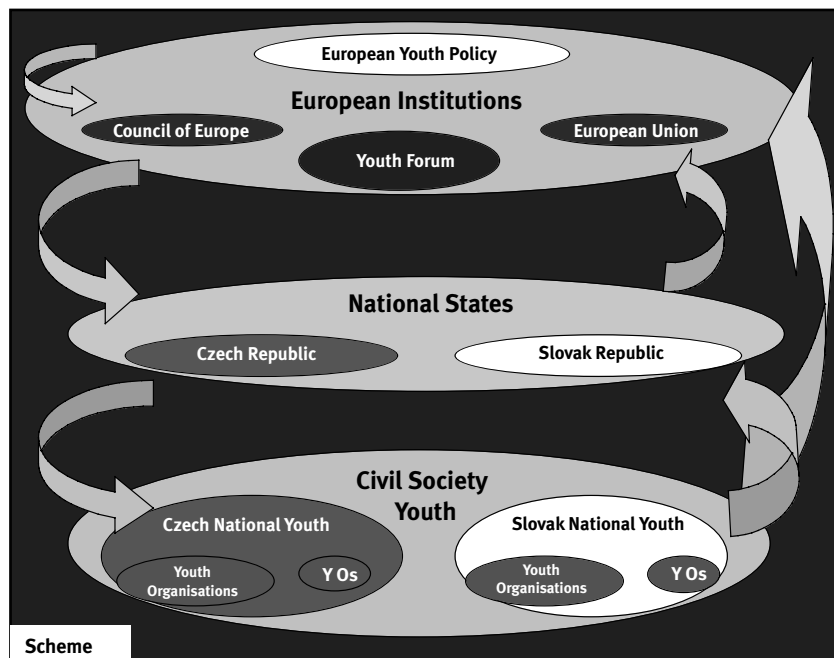 European Youth Policy
European Institutions
Council of Europe
European Union
Youth Forum
National States
Czech Republic
Slovak Republic
Civil Society
Youth
Czech National Youth
Slovak National Youth
Youth
Organisations
Y Os
Youth
Organisations
Y Os
Scheme